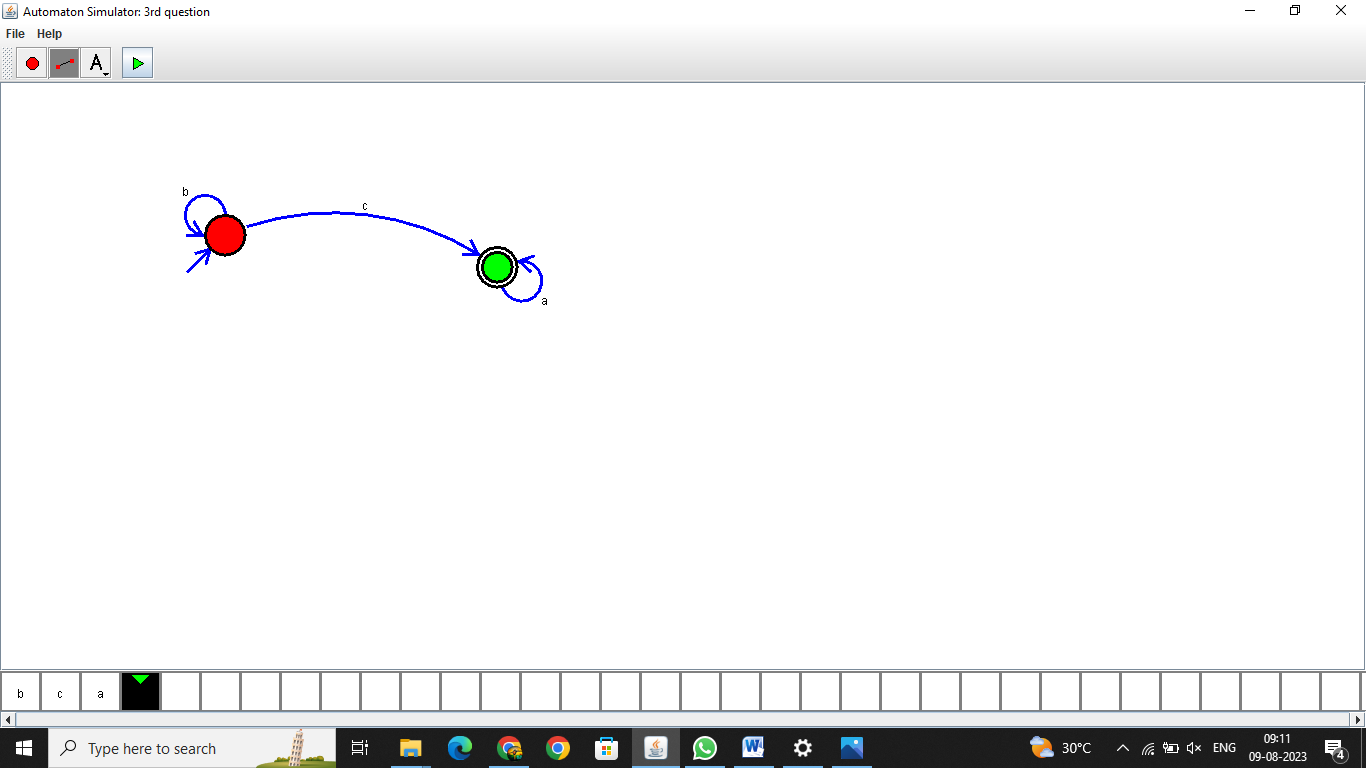 Automaton Simulator: 3rd question
File Help
A
b
c
a
b c a
Type here to search
30°C
ENG
09:11
09-08-2023
4